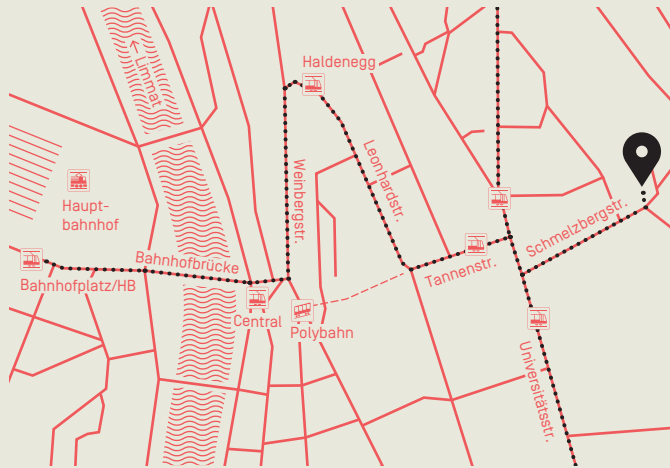 Haldenegg
← Limmat
Leonhardstr.
Weinbergstr.
Haupt-
bahnhof
Schmelzbergstr.
Bahnhofbrücke
Tannenstr.
Bahnhofplatz/HB
Central
Polybahn
Universitätsstr.